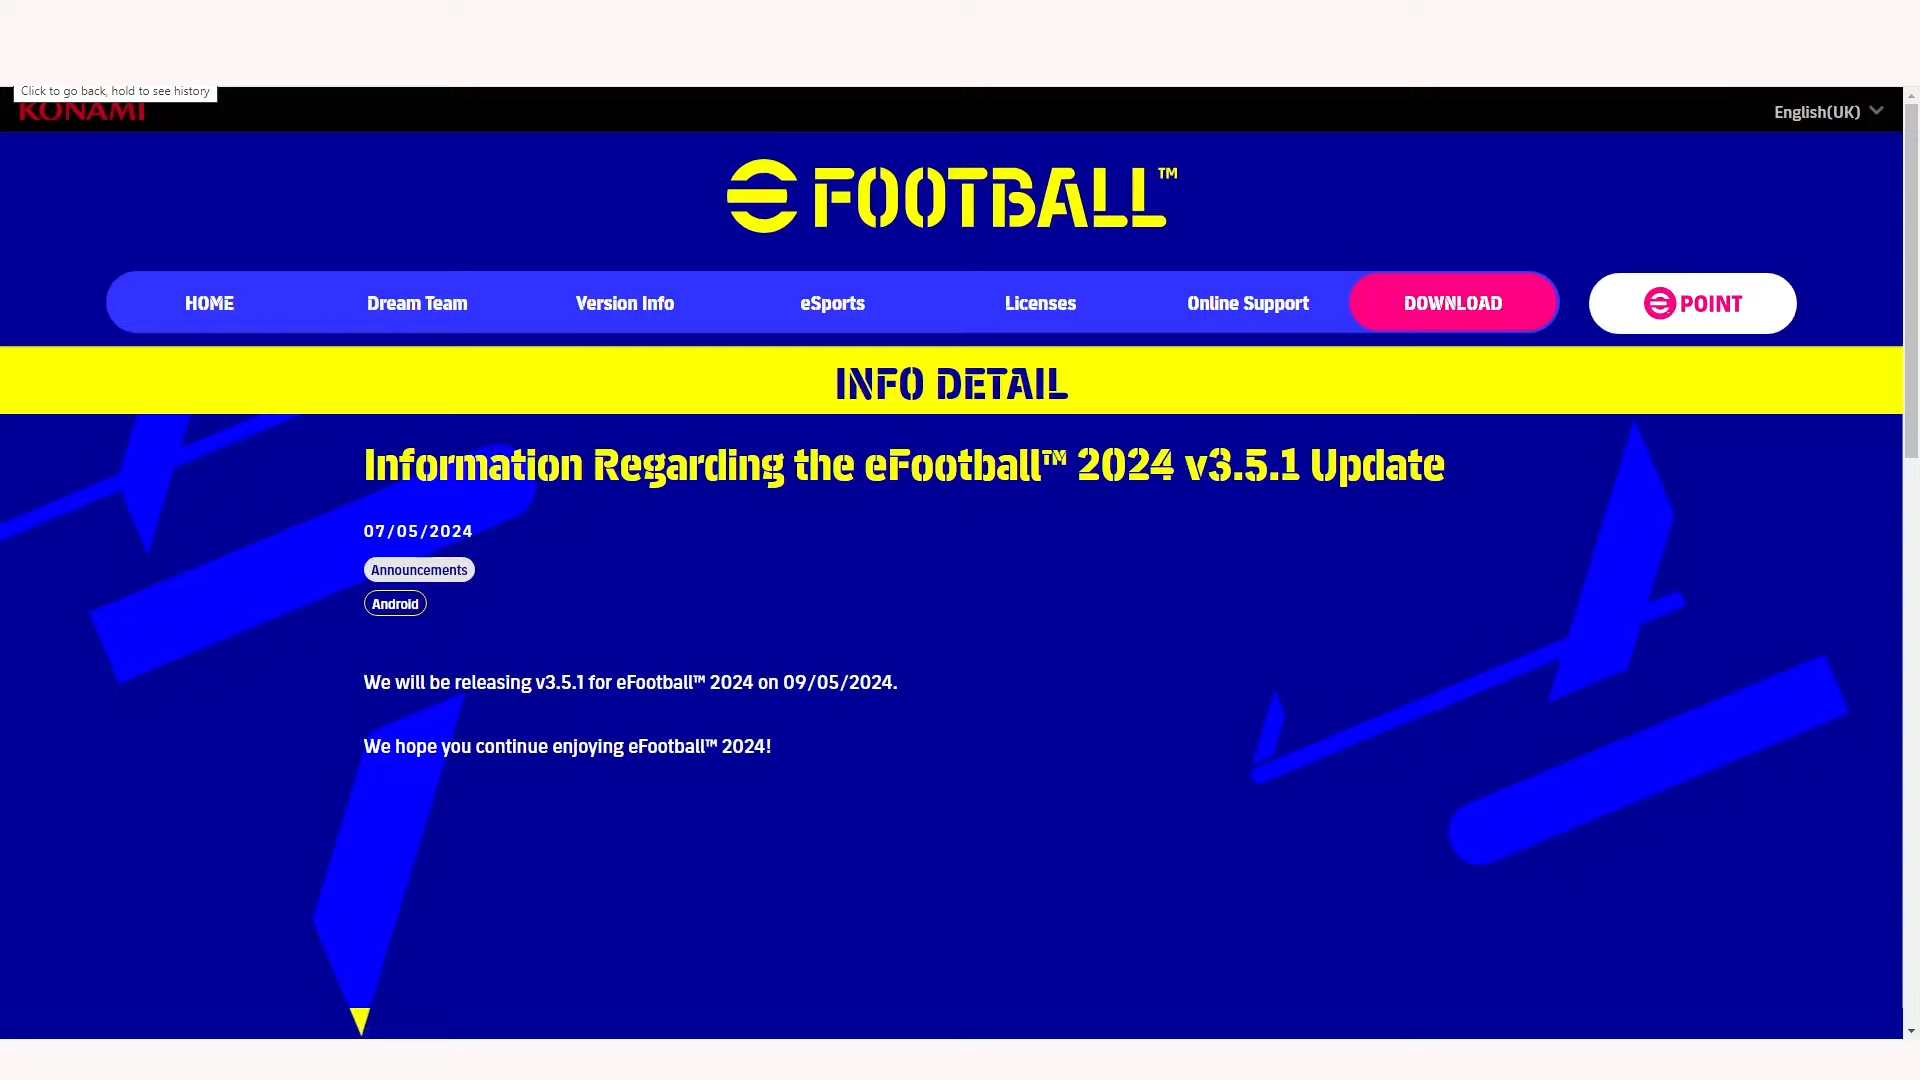 Click to go back, hold to see history
KONAMI
English(UK)
FOOTBALL™
HOME
Dream Team
Version Info
eSports
Licenses
Online Support
DOWNLOAD
POINT
INFO DETAIL
Information Regarding the eFootball™ 2024 v3.5.1 Update
07/05/2024
Announcements
Android
We will be releasing v3.5.1 for eFootball™ 2024 on 09/05/2024.
We hope you continue enjoying eFootball™ 2024!